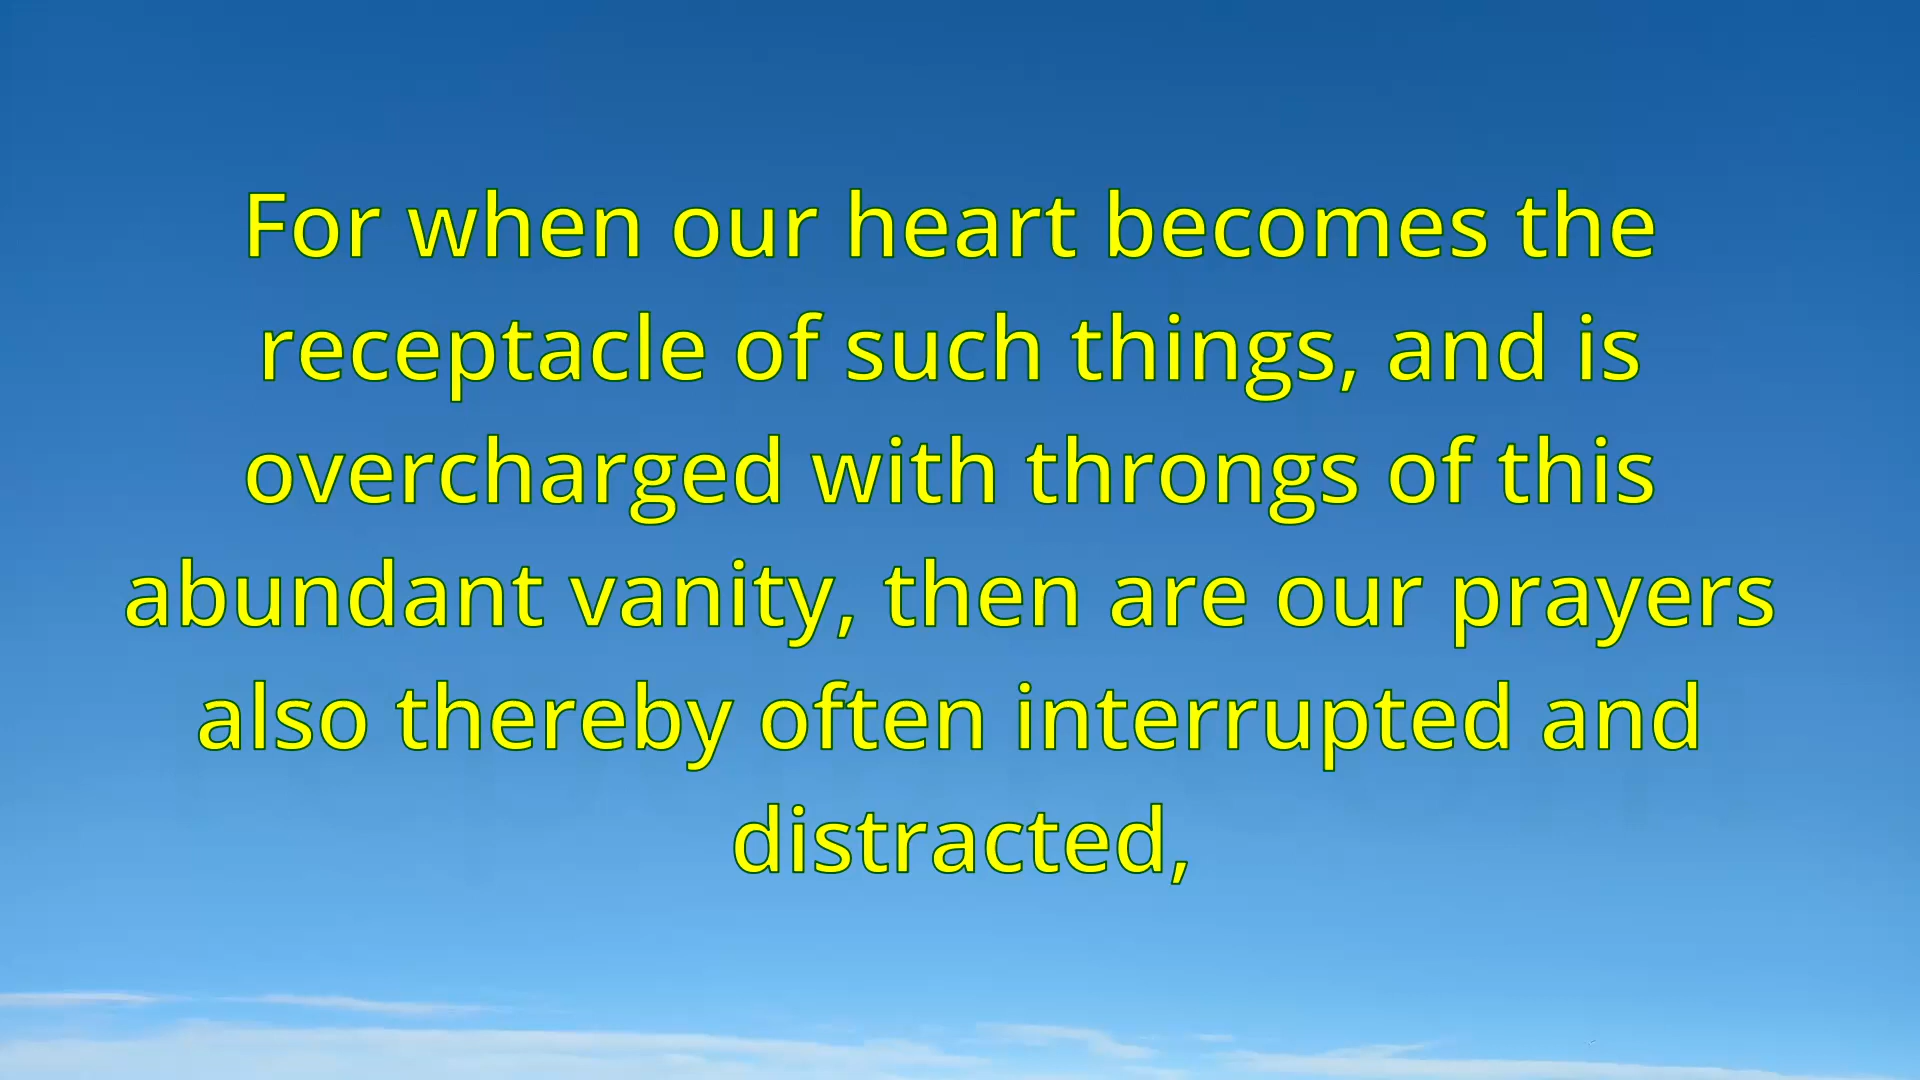 For when our heart becomes the
receptacle of such things, and is
overcharged with throngs of this
abundant vanity, then are our prayers
also thereby often interrupted and
distracted,